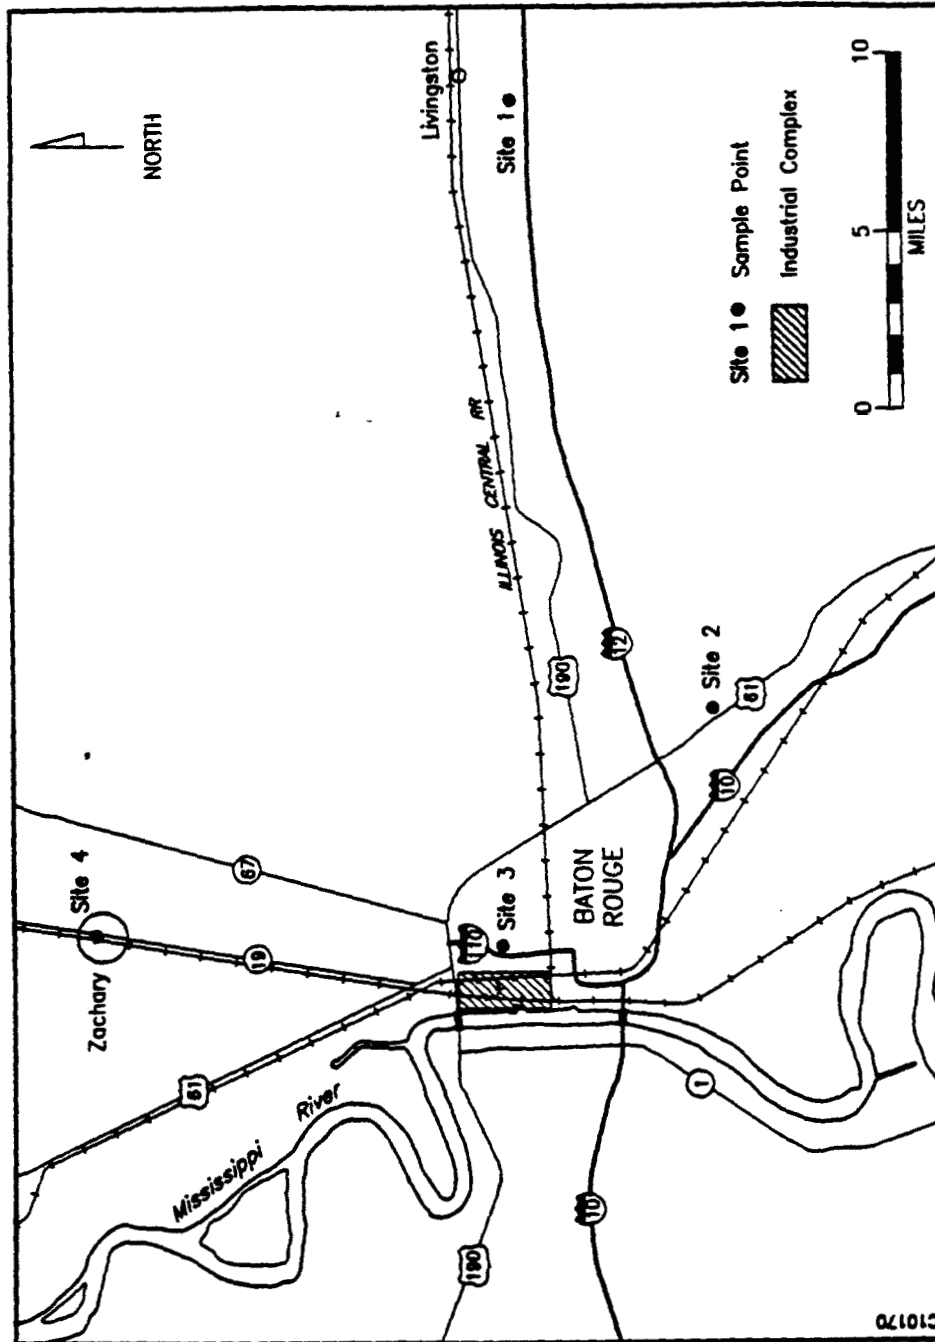 NORTH
Livingston
Site 1
Site 4
67
Zachary
19
61
Mississippi
River
ILLINOIS CENTRAL RR
190
12
Site 2
61
10
110
Site 3
BATON
ROUGE
1
190
10
Site 1 Sample Point
Industrial Complex
0 5 10
MILES
C10170